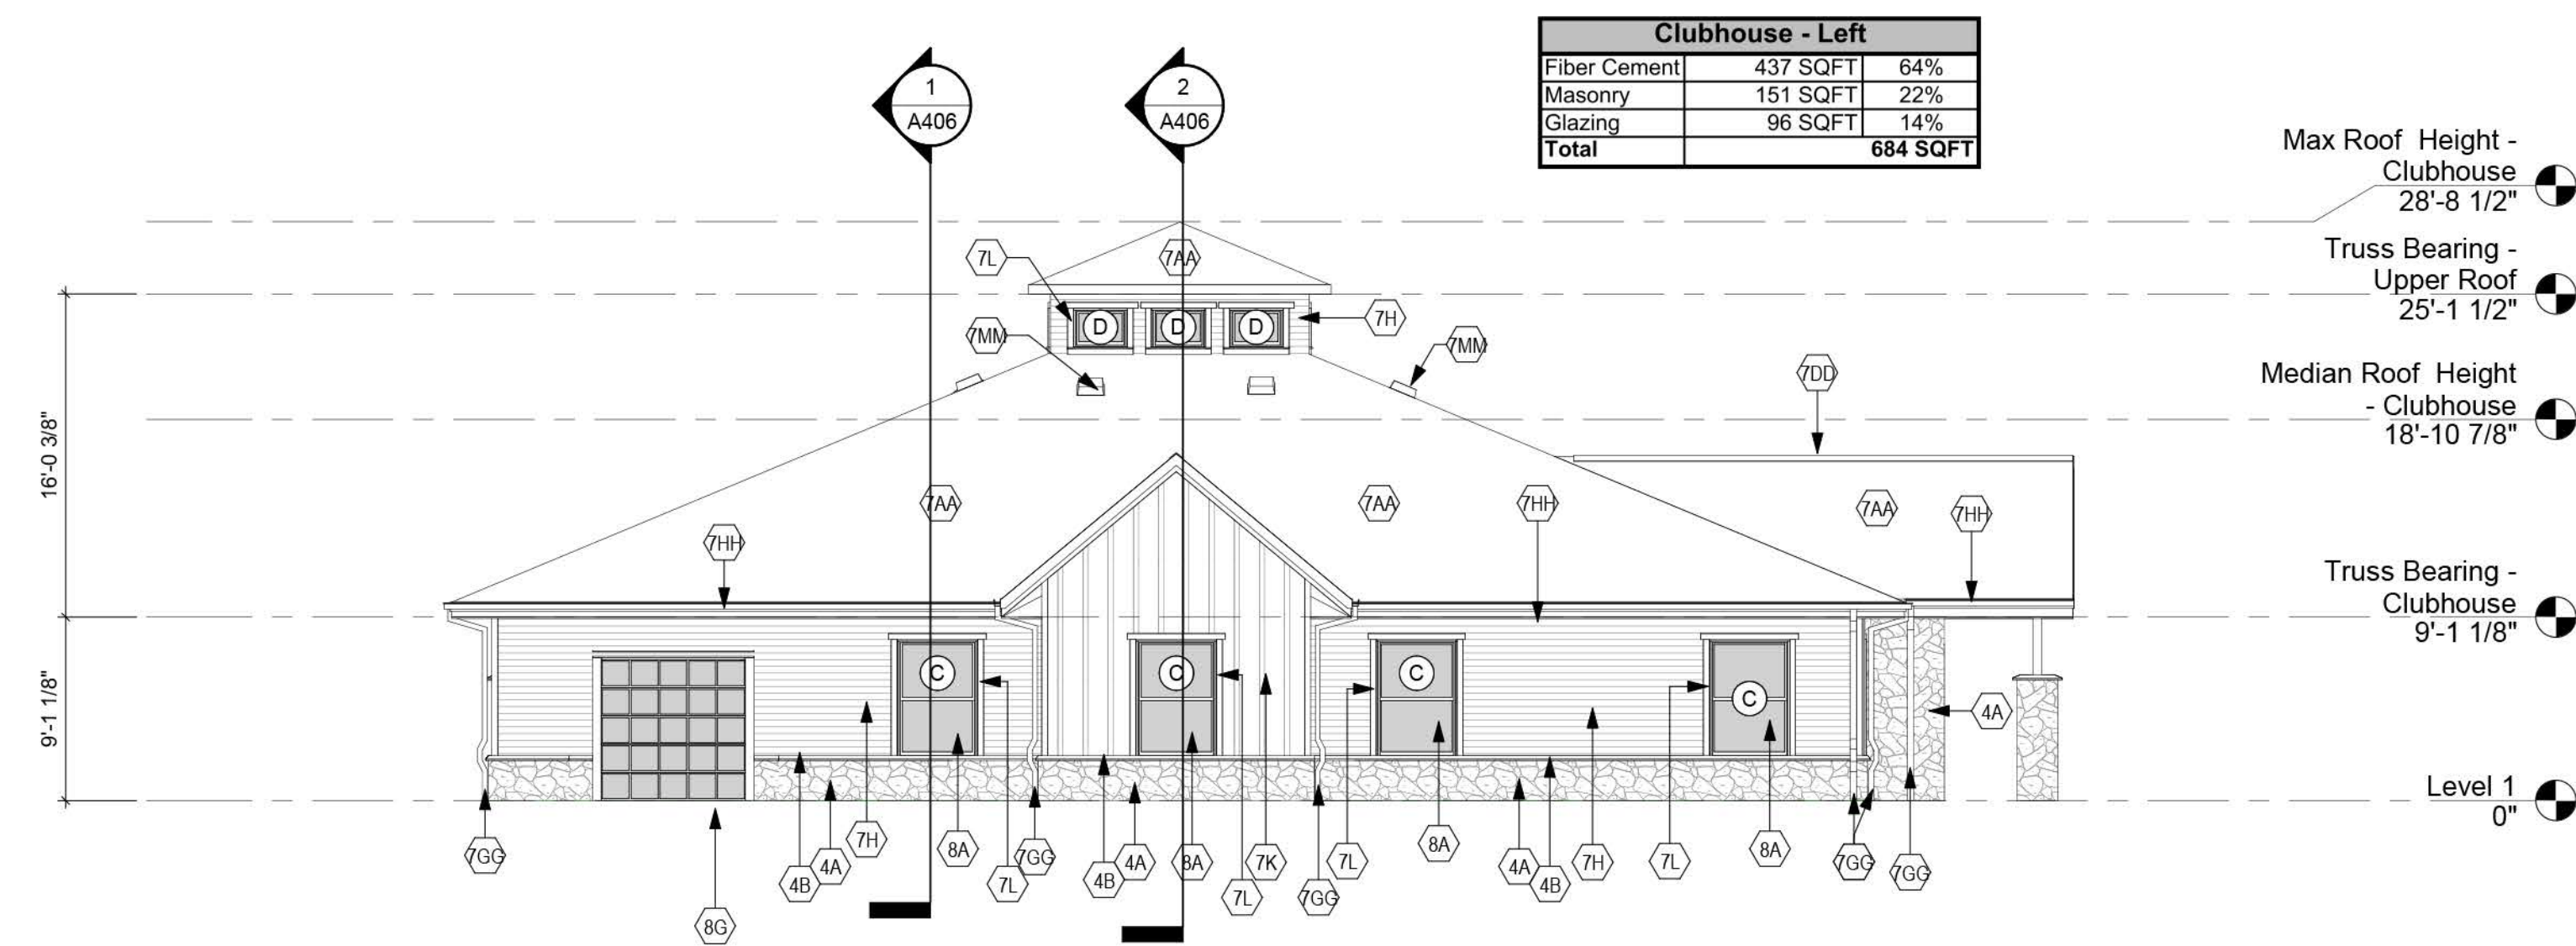 Clubhouse - Left
Fiber Cement 437 SQFT 64%
Masonry 151 SQFT 22%
Glazing 96 SQFT 14%
Total 684 SQFT
1
A406
2
A406
Max Roof Height -
Clubhouse
28'-8 1/2"
Truss Bearing -
Upper Roof
25'-1 1/2"
Median Roof Height
- Clubhouse
18'-10 7/8"
Truss Bearing -
Clubhouse
9'-1 1/8"
Level 1
0"
16'-0 3/8"
9'-1 1/8"
7L
7AA
D
D
D
7H
7MM
7MM
7DD
7AA
7AA
7HH
7AA
7HH
7HH
C
C
C
C
4A
7GG
8G
4B
4A
7H
8A
7L
7GG
4B
4A
8A
7L
7K
7GG
7L
8A
4A
4B
7H
7L
8A
7GG
7GG